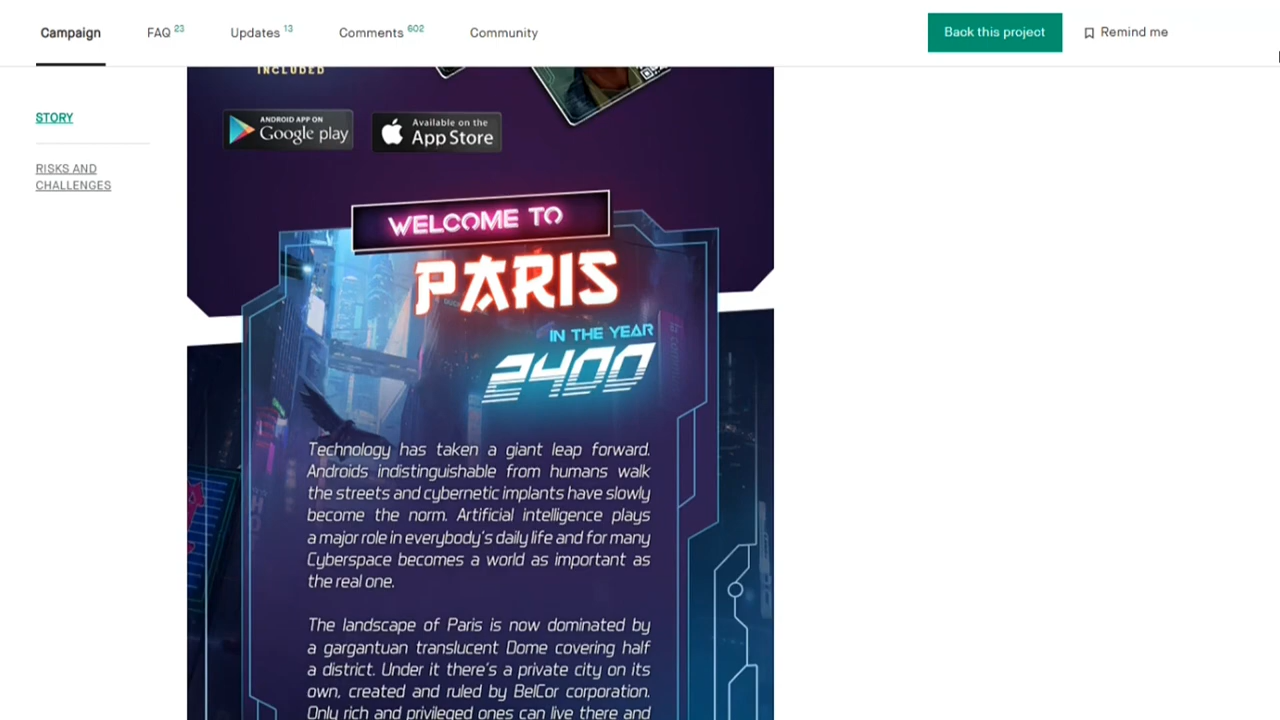 Campaign
FAQ 23
Updates 13
Comments 602
Community
Back this project
Remind me
INCLUDED
STORY
RISKS AND
CHALLENGES
ANDROID APP ON
Google play
Available on the
App Store
WELCOME TO
PARIS
IN THE YEAR
2400
Technology has taken a giant leap forward.
Androids indistinguishable from humans walk
the streets and cybernetic implants have slowly
become the norm. Artificial intelligence plays
a major role in everybody's daily life and for many
Cyberspace becomes a world as important as
the real one.
The landscape of Paris is now dominated by
a gargantuan translucent Dome covering half
a district. Under it there's a private city on its
own, created and ruled by BelCor corporation.
Only rich and privileged ones can live there and